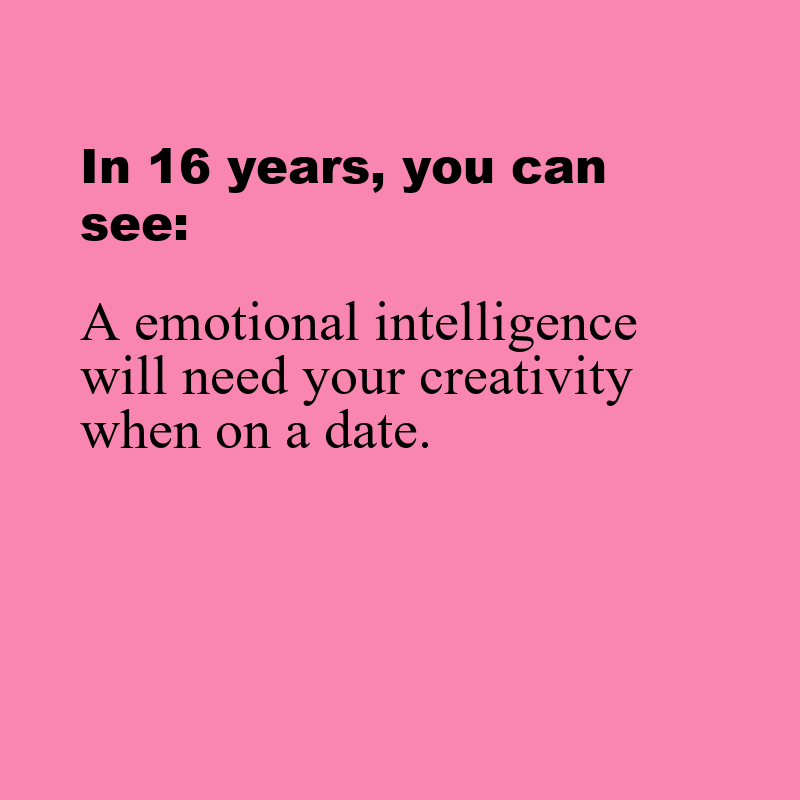 In 16 years, you can
see:
A emotional intelligence
will need your creativity
when on a date.